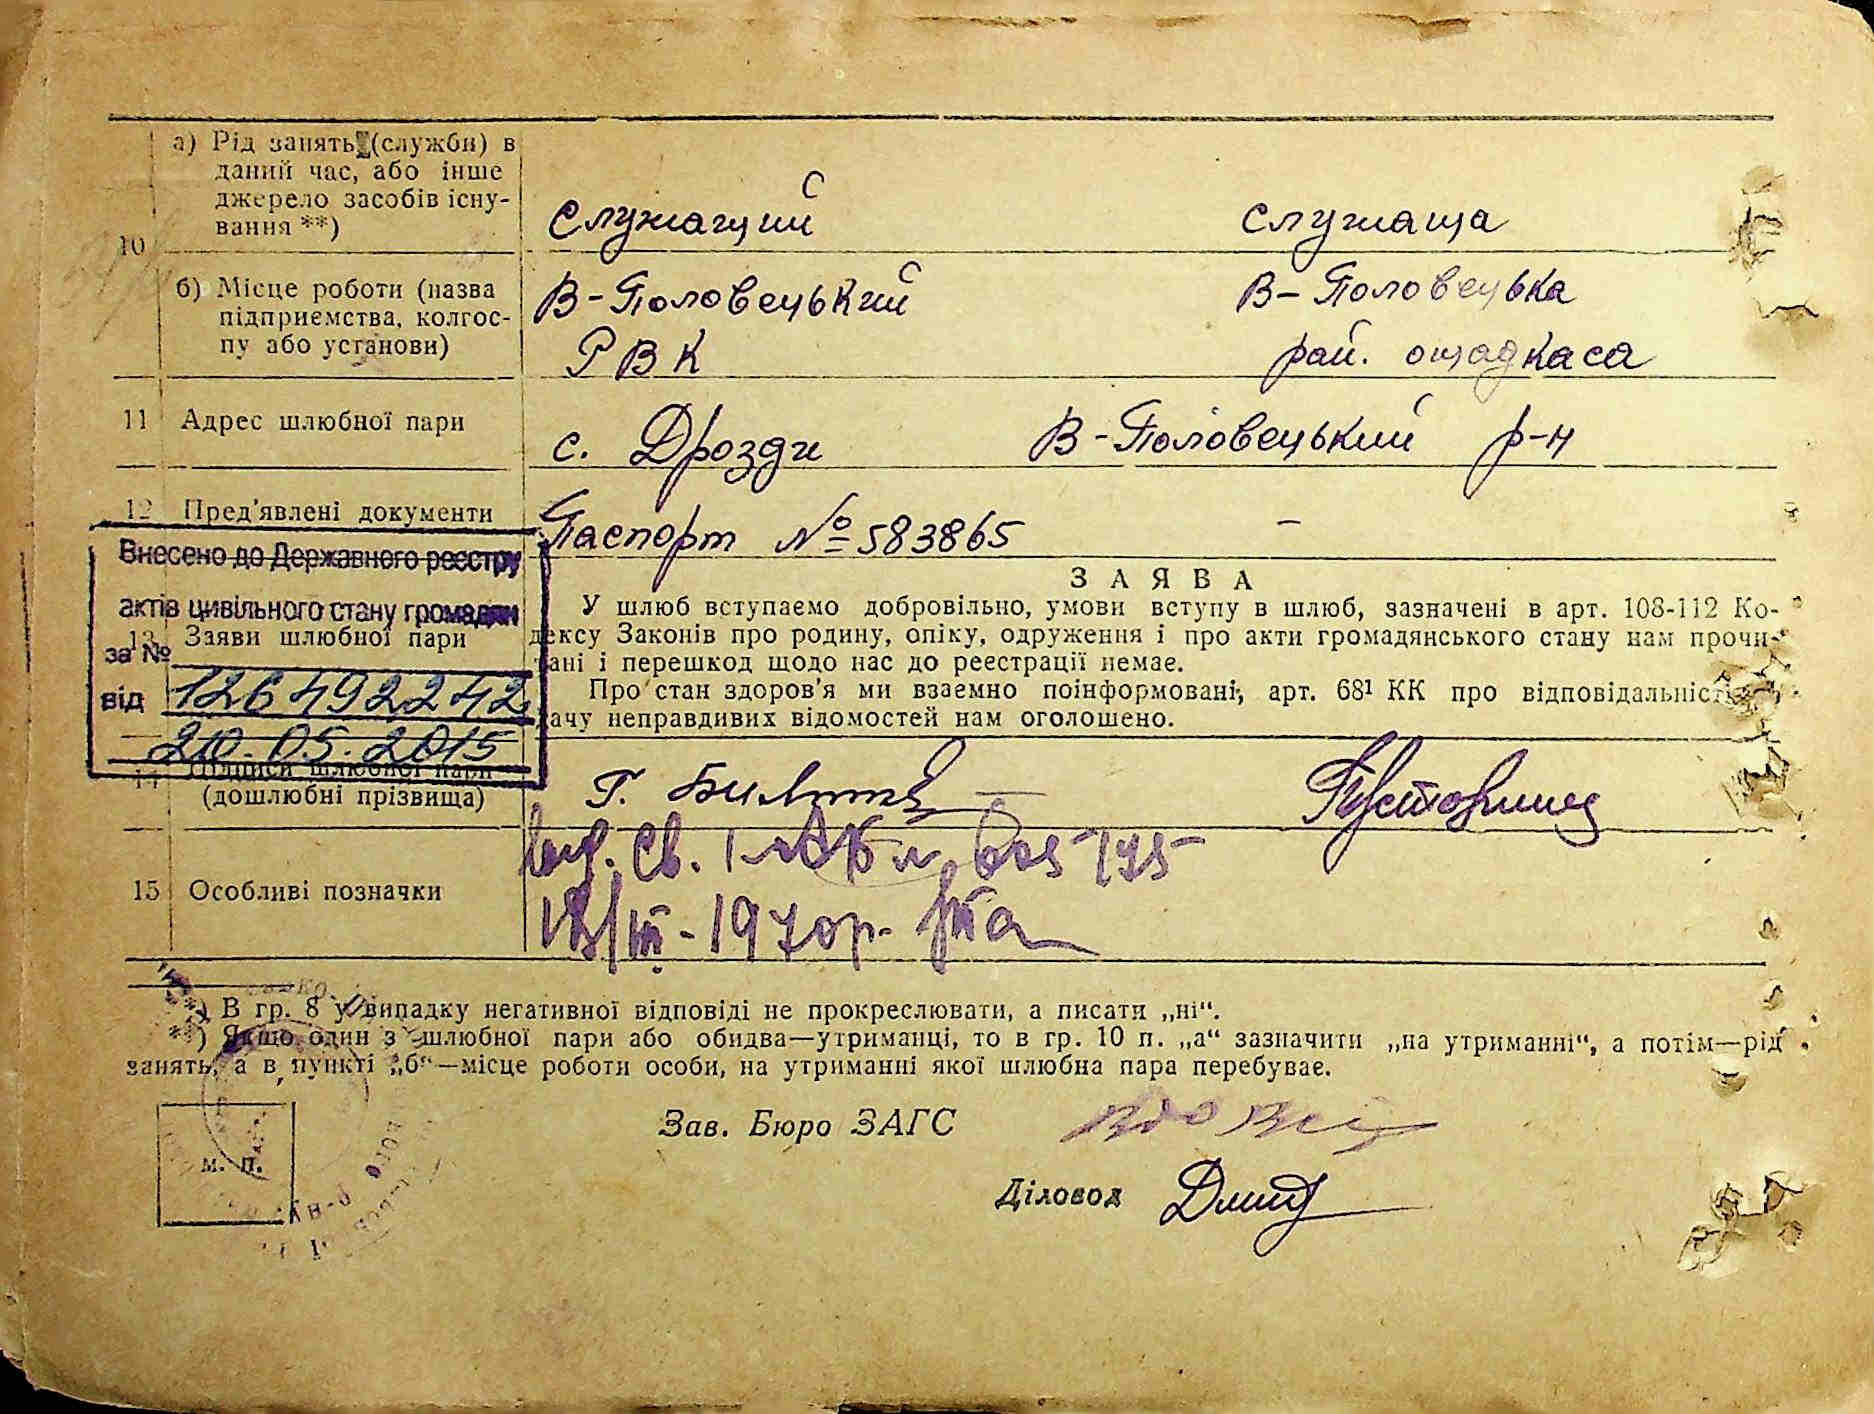 а) Рід занять (служби) в
даний час, або інше
джерело засобів існу-
вання **)
10
служащий
служаща
б) Місце роботи (назва
підприємства, колгос-
пу або установи)
В-Половецький
РВК
В-Половецька
рай. ощадкаса
11 Адрес шлюбної пари
с. Дрозди В-Половецький р-н
12 Пред'явлені документи
Паспорт № 583865 —
Внесено до Державного реєстру
актів цивільного стану громадян
за №
від 12649224 2
20.05.2015
13 Заяви шлюбної пари
ЗАЯВА
У шлюб вступаємо добровільно, умови вступу в шлюб, зазначені в арт. 108-112 Ко-
дексу Законів про родину, опіку, одруження і про акти громадянського стану нам прочи-
тані і перешкод щодо нас до реєстрації немає.
Про стан здоров'я ми взаємно поінформовані, арт. 68¹ КК про відповідальність
дачу неправдивих відомостей нам оголошено.
14 Підписи шлюбної пари
(дошлюбні прізвища)
Г.
15 Особливі позначки
Св. 1
1970р.
*) В гр. 8 у випадку негативної відповіді не прокреслювати, а писати „ні“.
**) Якщо один з шлюбної пари або обидва—утриманці, то в гр. 10 п. „а“ зазначити „на утриманні“, а потім—рід
занять, а в пункті „б“—місце роботи особи, на утриманні якої шлюбна пара перебуває.
м. п.
Зав. Бюро ЗАГС
Діловод